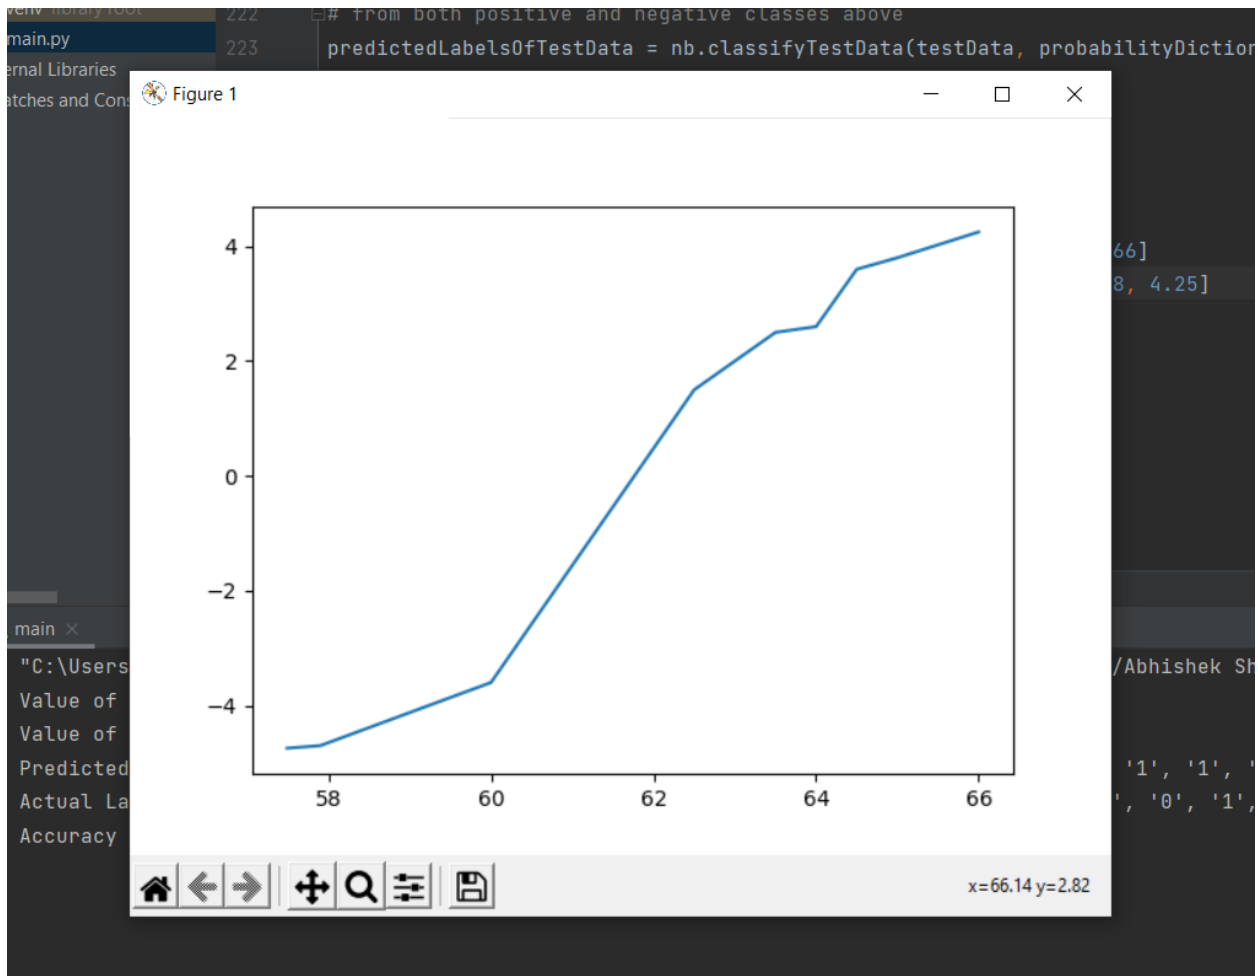 venv library root
222 # from both positive and negative classes above
main.py
223 predictedLabelsOfTestData = nb.classifyTestData(testData, probabilityDiction
ernal Libraries
atches and Cons
Figure 1
66]
8, 4.25]
4
2
0
−2
−4
58 60 62 64 66
x=66.14 y=2.82
main
"C:\Users /Abhishek Sh
Value of
Value of
Predicted '1', '1', '
Actual La ', '0', '1',
Accuracy